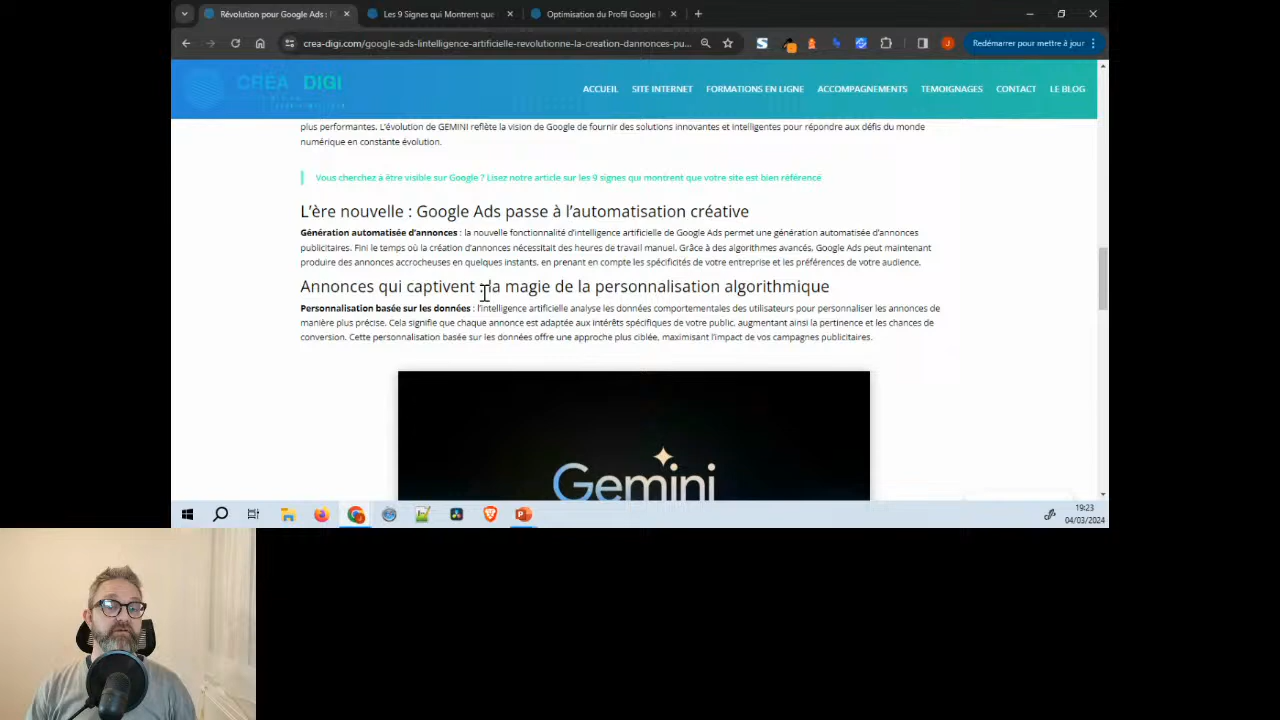 Révolution pour Google Ads : l
Les 9 Signes qui Montrent que
Optimisation du Profil Google
crea-digi.com/google-ads-lintelligence-artificielle-revolutionne-la-creation-dannonces-pu...
Redémarrer pour mettre à jour
CRÉA DIGI
ACCUEIL SITE INTERNET FORMATIONS EN LIGNE ACCOMPAGNEMENTS TEMOIGNAGES CONTACT LE BLOG
plus performantes. L'évolution de GEMINI reflète la vision de Google de fournir des solutions innovantes et intelligentes pour répondre aux défis du monde
numérique en constante évolution.
Vous cherchez à être visible sur Google ? Lisez notre article sur les 9 signes qui montrent que votre site est bien référencé
L'ère nouvelle : Google Ads passe à l'automatisation créative
Génération automatisée d'annonces : la nouvelle fonctionnalité d'intelligence artificielle de Google Ads permet une génération automatisée d'annonces
publicitaires. Fini le temps où la création d'annonces nécessitait des heures de travail manuel. Grâce à des algorithmes avancés, Google Ads peut maintenant
produire des annonces accrocheuses en quelques instants, en prenant en compte les spécificités de votre entreprise et les préférences de votre audience.
Annonces qui captivent : la magie de la personnalisation algorithmique
Personnalisation basée sur les données : l'intelligence artificielle analyse les données comportementales des utilisateurs pour personnaliser les annonces de
manière plus précise. Cela signifie que chaque annonce est adaptée aux intérêts spécifiques de votre public, augmentant ainsi la pertinence et les chances de
conversion. Cette personnalisation basée sur les données offre une approche plus ciblée, maximisant l'impact de vos campagnes publicitaires.
Gemini
19:23
04/03/2024